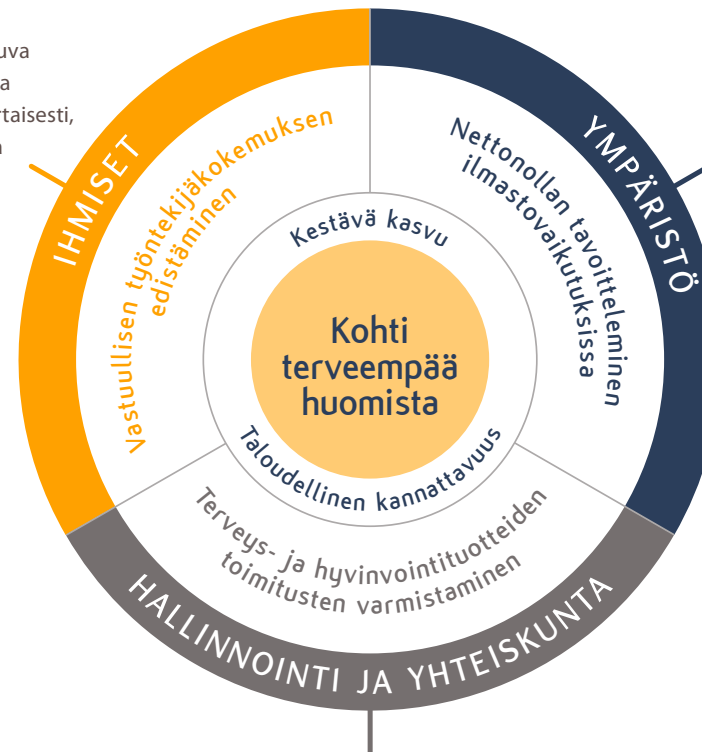 IHMISET
Vastuullisen työntekijäkokemuksen
edistäminen
YMPÄRISTÖ
Nettonollan tavoitteleminen
ilmastovaikutuksissa
Kestävä kasvu
Kohti
terveempää
huomista
Taloudellinen kannattavuus
Terveys- ja hyvinvointituotteiden
toimitusten varmistaminen
HALLINNOINTI JA YHTEISKUNTA